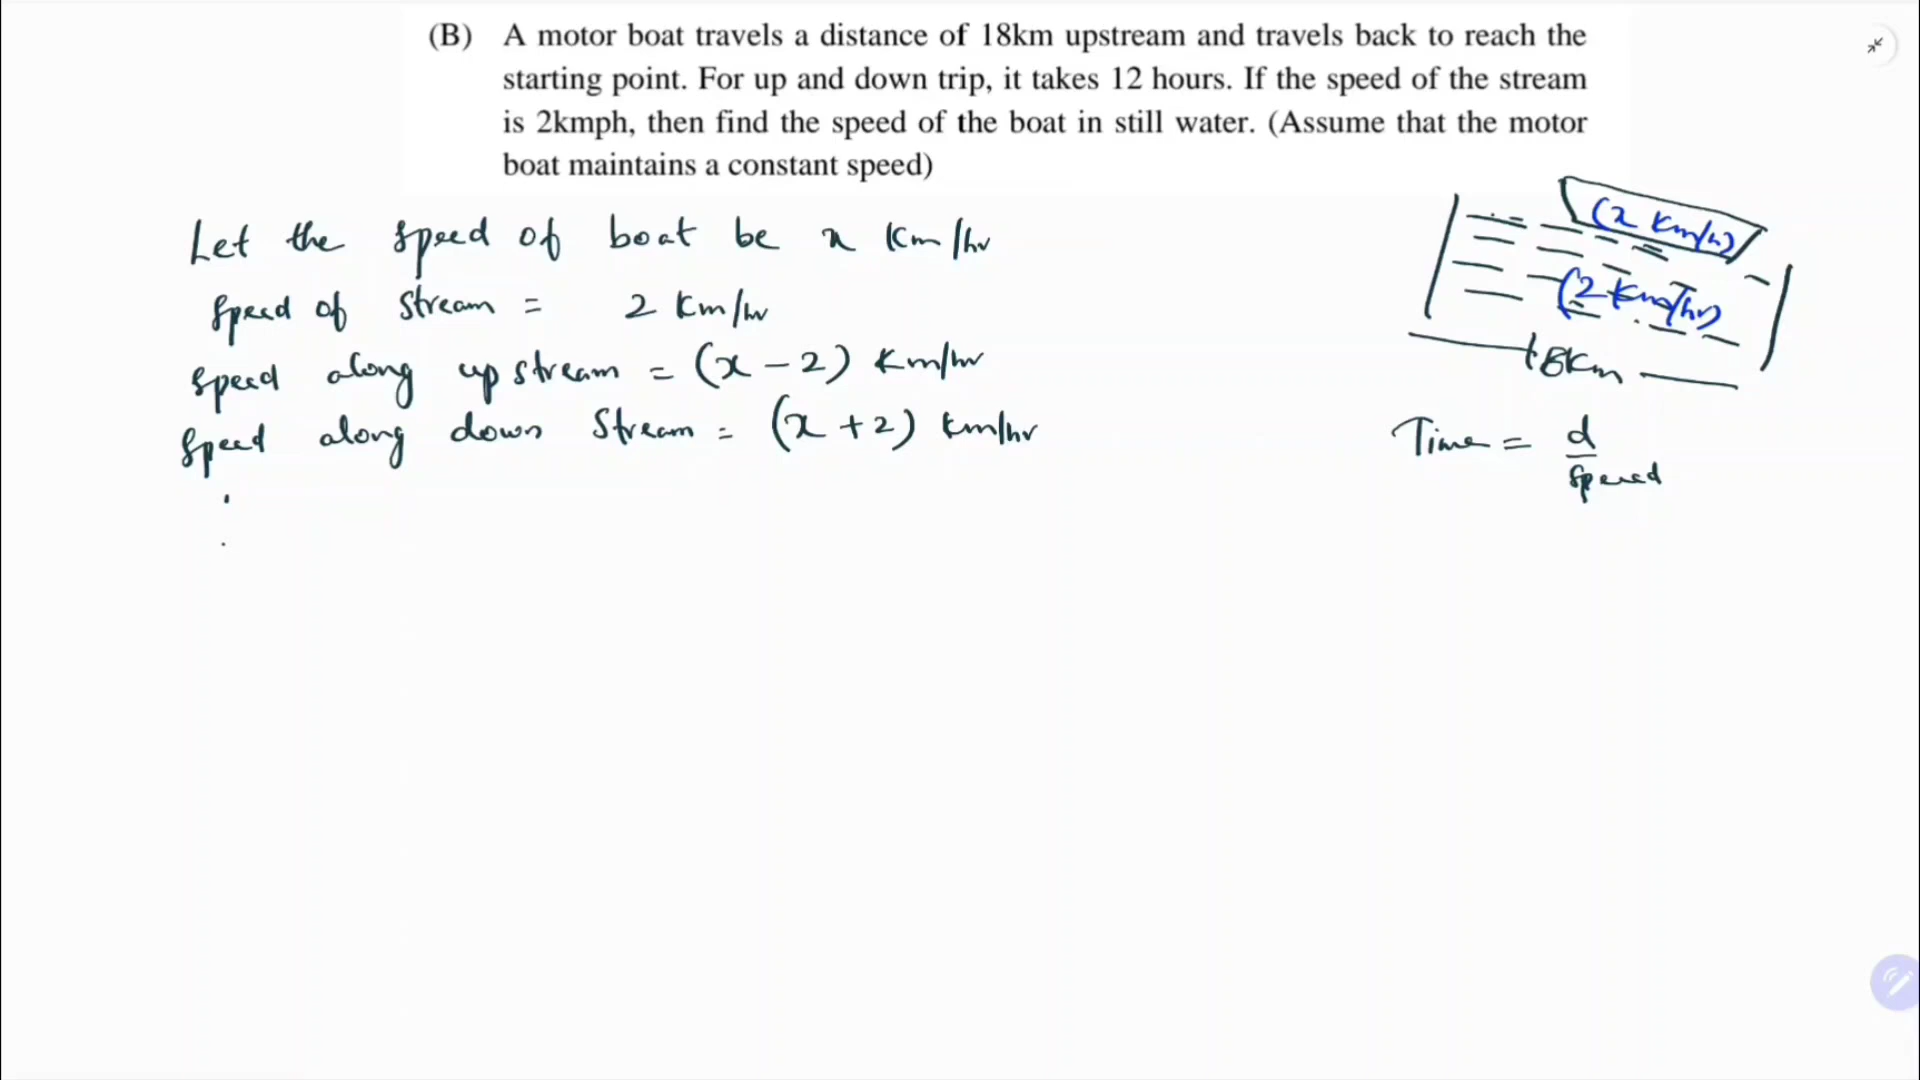 (B) A motor boat travels a distance of 18km upstream and travels back to reach the
starting point. For up and down trip, it takes 12 hours. If the speed of the stream
is 2kmph, then find the speed of the boat in still water. (Assume that the motor
boat maintains a constant speed)
Let the speed of boat be x Km/hr
Speed of stream = 2 Km/hr
Speed along upstream = (x - 2) Km/hr
Speed along down stream = (x + 2) Km/hr
(x Km/h)
(2 Km/hr)
18Km
Time = d
speed